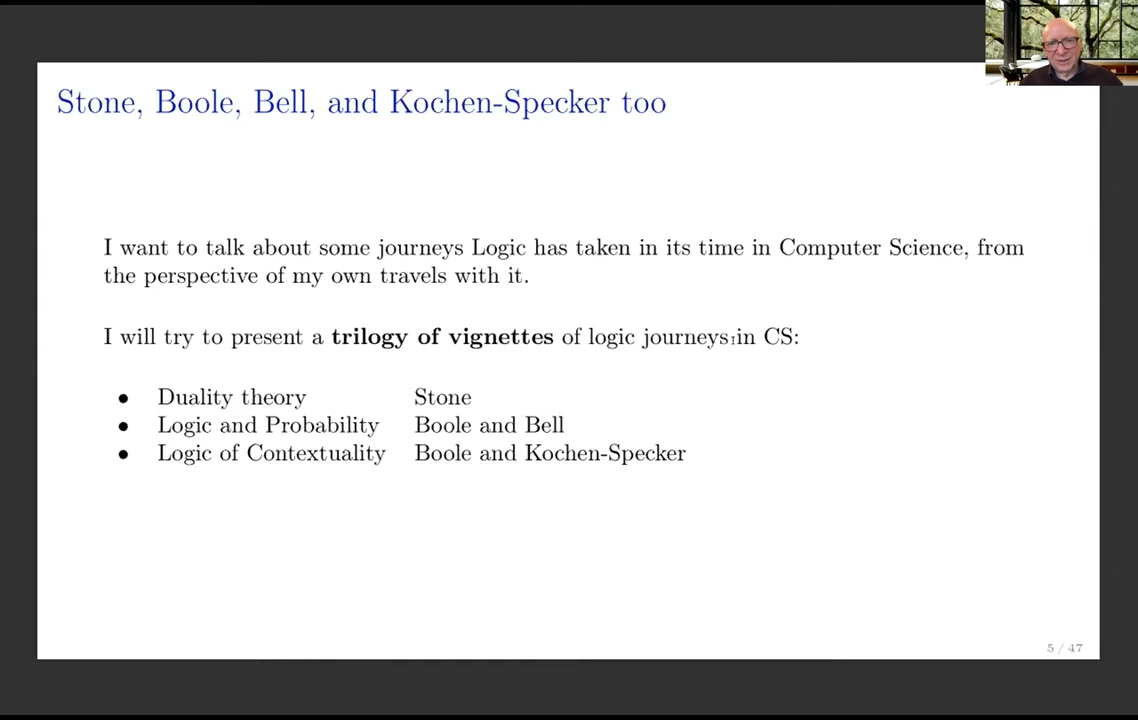 Stone, Boole, Bell, and Kochen-Specker too
I want to talk about some journeys Logic has taken in its time in Computer Science, from
the perspective of my own travels with it.
I will try to present a trilogy of vignettes of logic journeys in CS:
• Duality theory Stone
• Logic and Probability Boole and Bell
• Logic of Contextuality Boole and Kochen-Specker
5 / 47